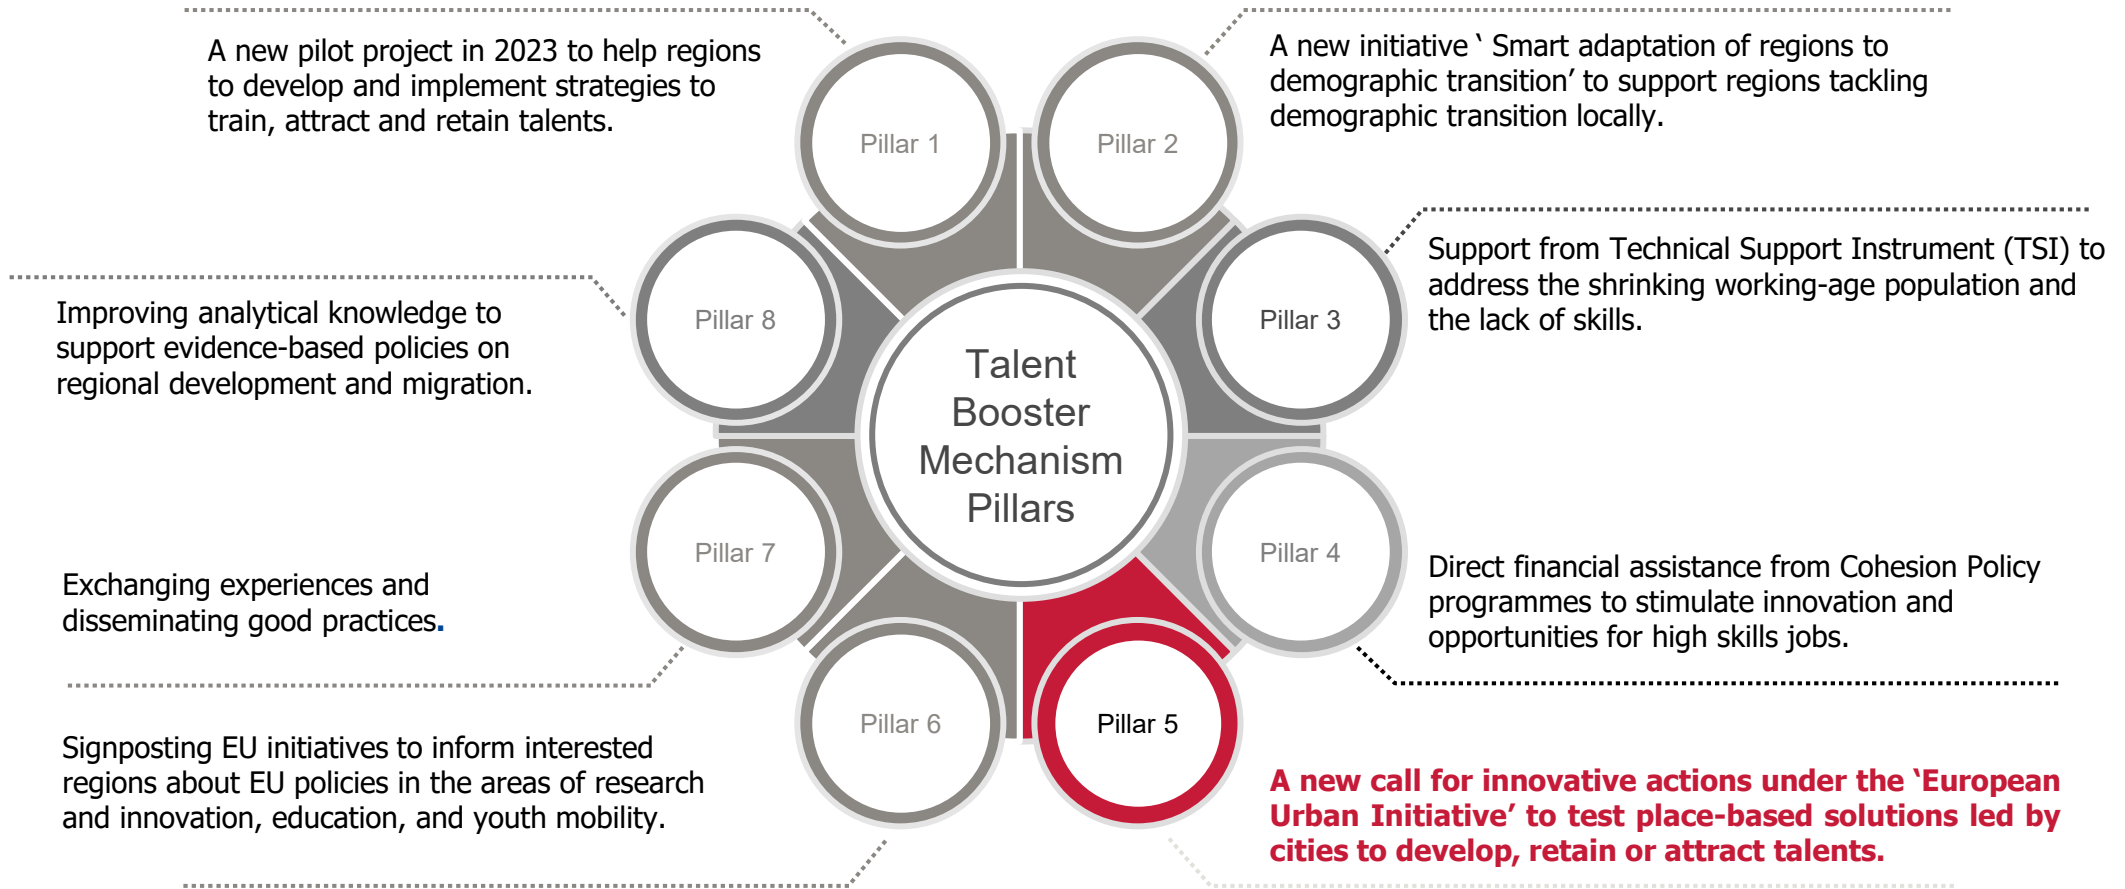 A new pilot project in 2023 to help regions
to develop and implement strategies to
train, attract and retain talents.
Pillar 1
Pillar 2
A new initiative ‘ Smart adaptation of regions to
demographic transition’ to support regions tackling
demographic transition locally.
Pillar 3
Support from Technical Support Instrument (TSI) to
address the shrinking working-age population and
the lack of skills.
Improving analytical knowledge to
support evidence-based policies on
regional development and migration.
Pillar 8
Talent
Booster
Mechanism
Pillars
Pillar 4
Direct financial assistance from Cohesion Policy
programmes to stimulate innovation and
opportunities for high skills jobs.
Exchanging experiences and
disseminating good practices.
Pillar 7
Signposting EU initiatives to inform interested
regions about EU policies in the areas of research
and innovation, education, and youth mobility.
Pillar 6
Pillar 5
A new call for innovative actions under the ‘European
Urban Initiative’ to test place-based solutions led by
cities to develop, retain or attract talents.